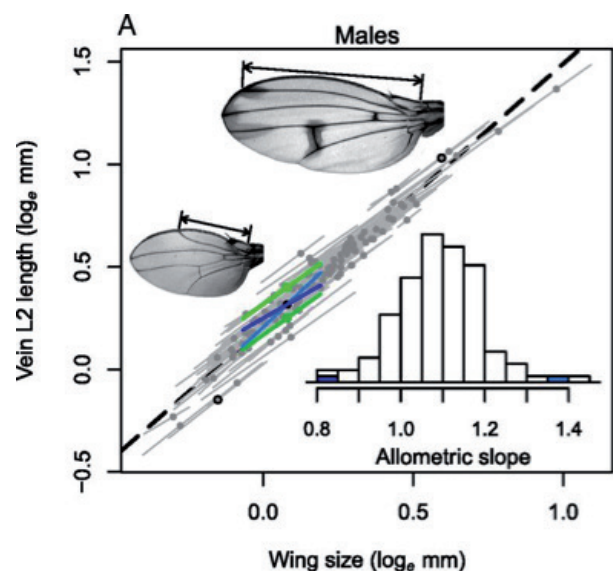 A
Males
1.5
1.0
0.5
0.0
−0.5
Vein L2 length (logₑ mm)
0.8 1.0 1.2 1.4
Allometric slope
0.0 0.5 1.0
Wing size (logₑ mm)